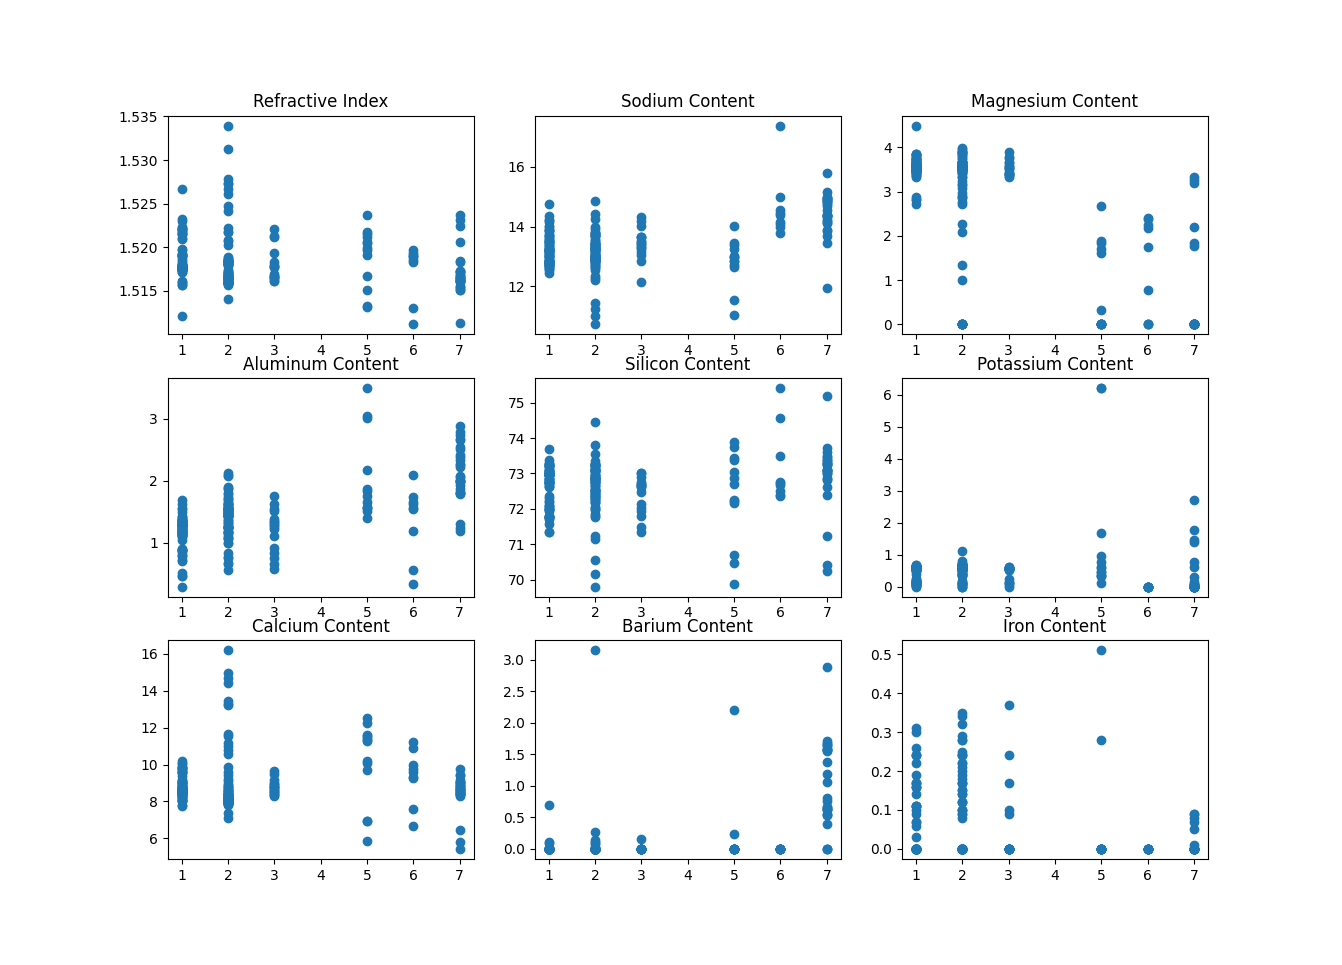 Refractive Index
1.535
1.530
1.525
1.520
1.515
1 2 3 4 5 6 7
Sodium Content
16
14
12
1 2 3 4 5 6 7
Magnesium Content
4
3
2
1
0
1 2 3 4 5 6 7
Aluminum Content
3
2
1
1 2 3 4 5 6 7
Silicon Content
75
74
73
72
71
70
1 2 3 4 5 6 7
Potassium Content
6
5
4
3
2
1
0
1 2 3 4 5 6 7
Calcium Content
16
14
12
10
8
6
1 2 3 4 5 6 7
Barium Content
3.0
2.5
2.0
1.5
1.0
0.5
0.0
1 2 3 4 5 6 7
Iron Content
0.5
0.4
0.3
0.2
0.1
0.0
1 2 3 4 5 6 7